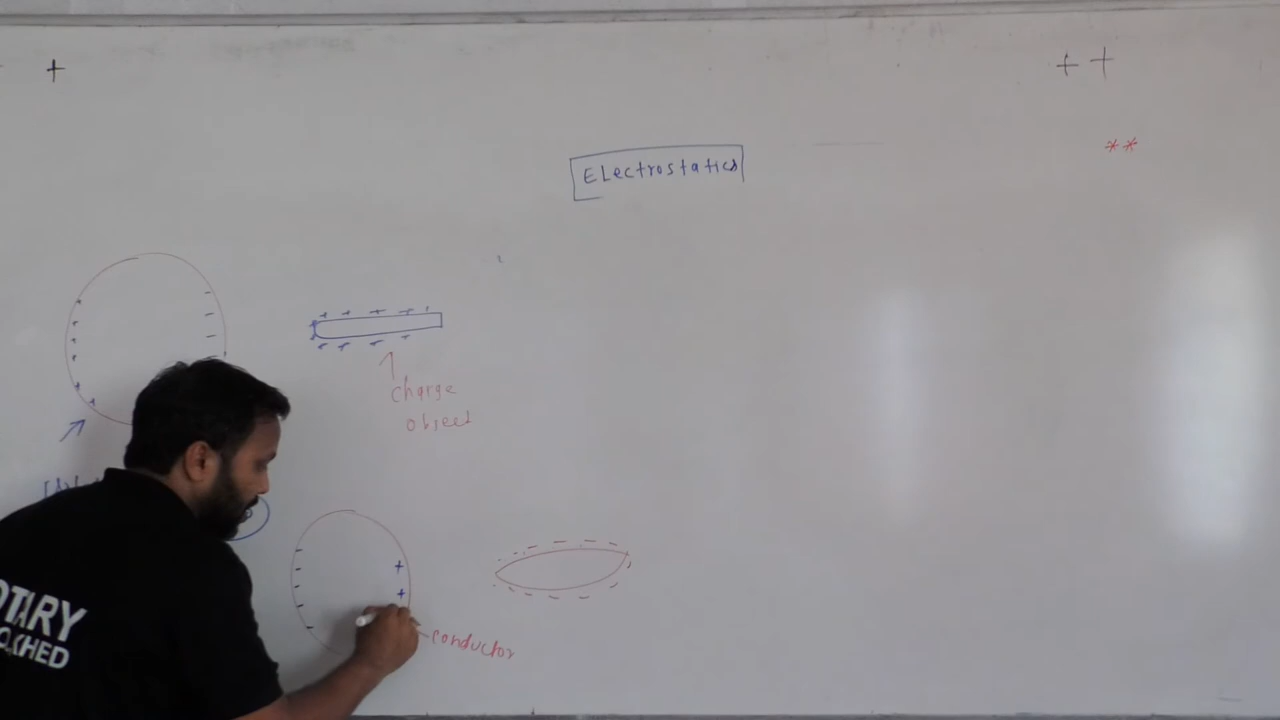 +
+ +
**
Electrostatics
charge
object
conductor